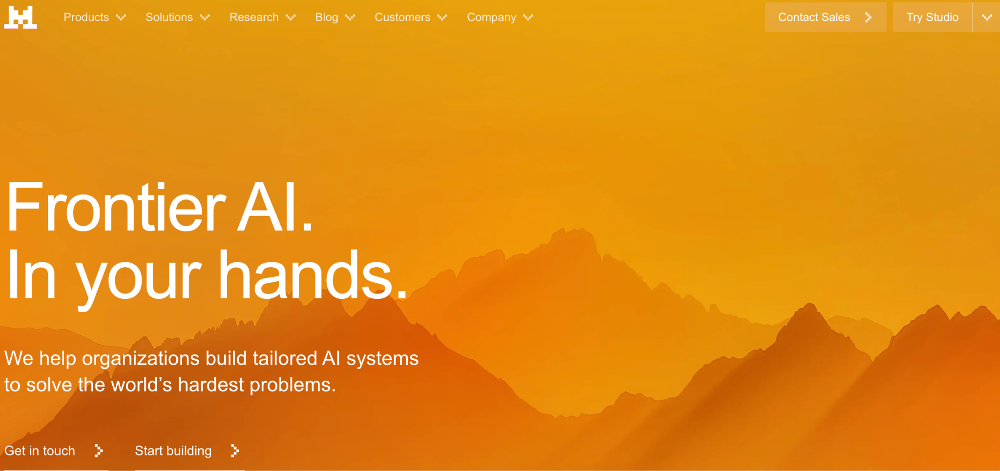 Products
Solutions
Research
Blog
Customers
Company
Contact Sales
Try Studio
Frontier AI.
In your hands.
We help organizations build tailored AI systems
to solve the world’s hardest problems.
Get in touch
Start building